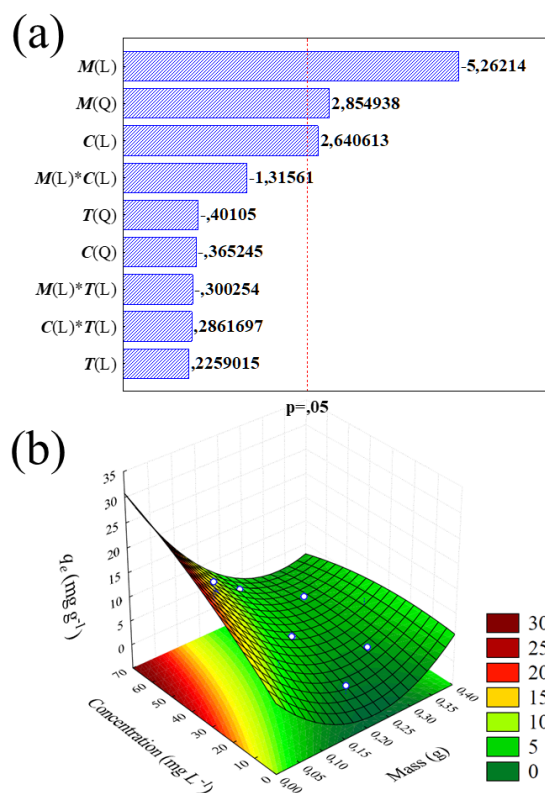 (a)
M(L) -5,26214
M(Q) 2,854938
C(L) 2,640613
M(L)*C(L) -1,31561
T(Q) -,40105
C(Q) -,365245
M(L)*T(L) -,300254
C(L)*T(L) ,2861697
T(L) ,2259015
p=,05
(b)
35
30
25
20
15
10
5
0
qe (mg g-1)
70
60
50
40
30
20
10
0
Concentration (mg L-1)
0,00
0,05
0,10
0,15
0,20
0,25
0,30
0,35
0,40
Mass (g)
30
25
20
15
10
5
0